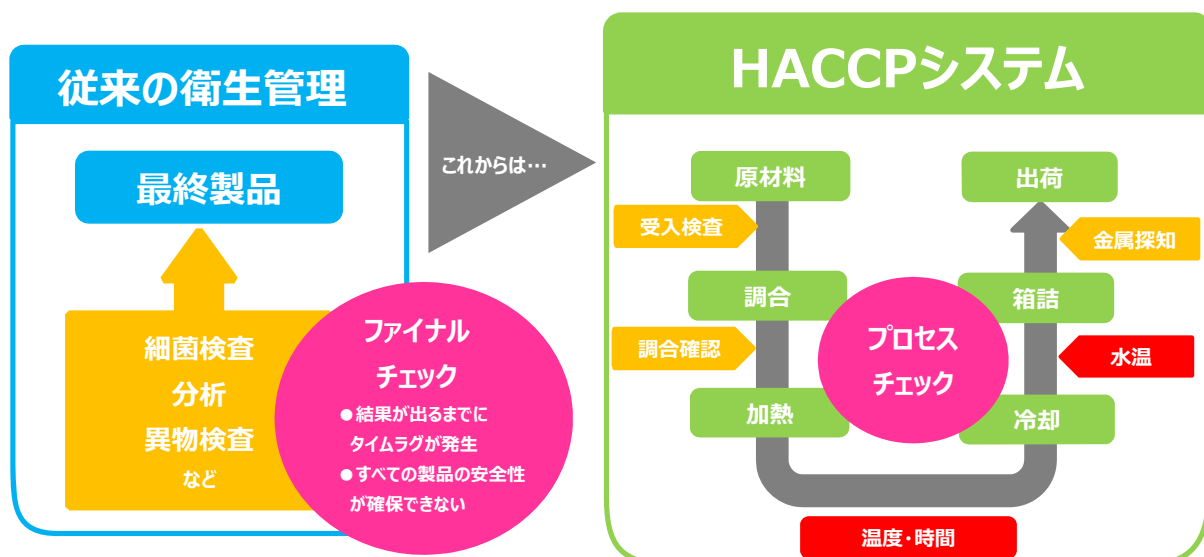 従来の衛生管理
最終製品
細菌検査
分析
異物検査
など
ファイナル
チェック
●結果が出るまでに
タイムラグが発生
●すべての製品の安全性
が確保できない
これからは…
HACCPシステム
原材料
受入検査
調合
調合確認
加熱
温度・時間
プロセス
チェック
出荷
金属探知
箱詰
水温
冷却